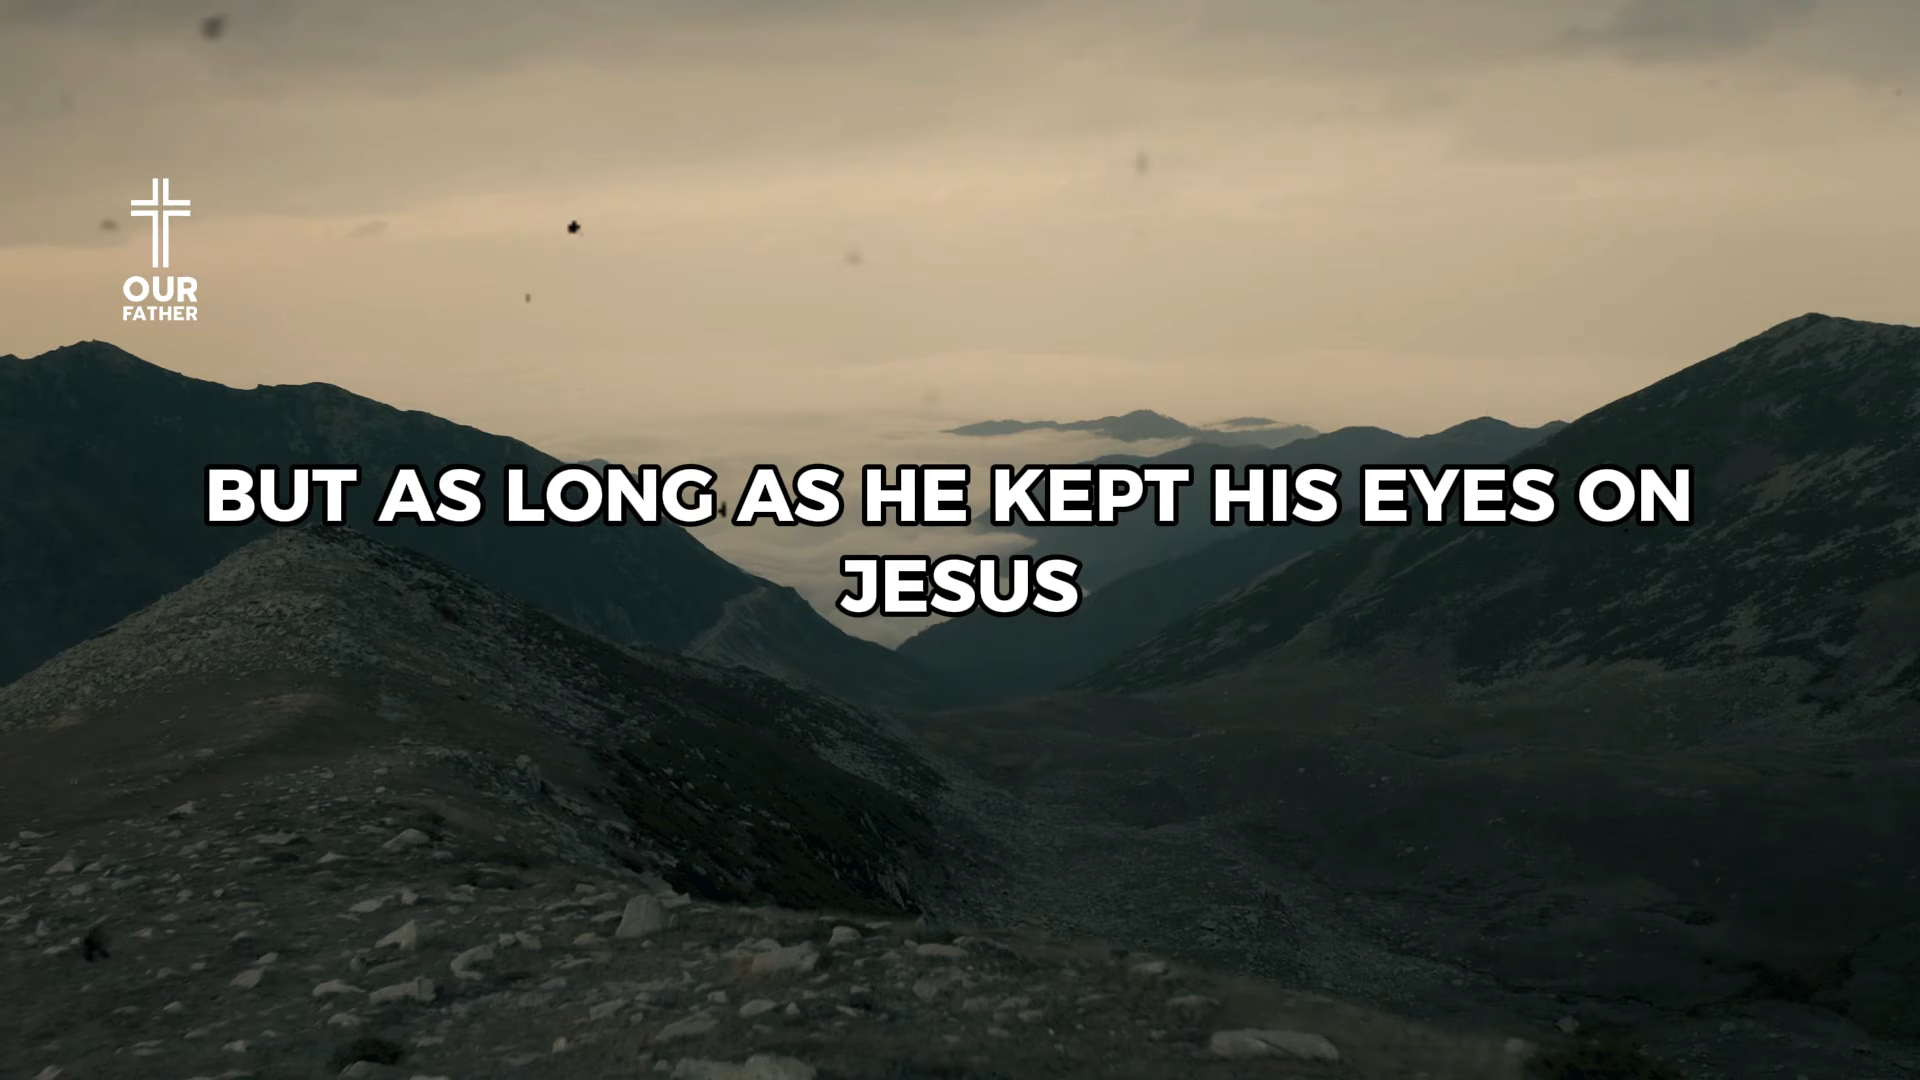 OUR
FATHER
BUT AS LONG AS HE KEPT HIS EYES ON
JESUS